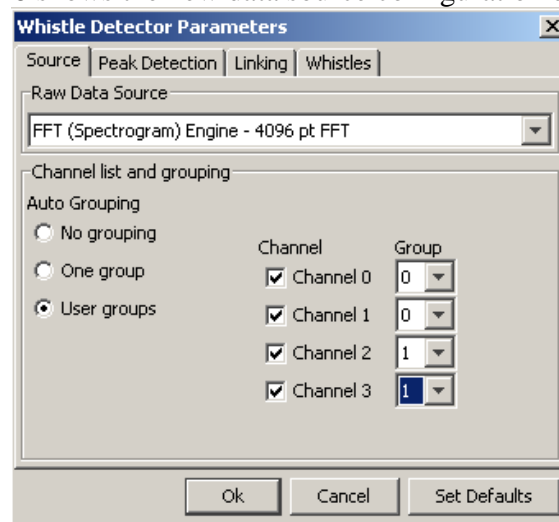 Whistle Detector Parameters
Source Peak Detection Linking Whistles
Raw Data Source
FFT (Spectrogram) Engine - 4096 pt FFT
Channel list and grouping
Auto Grouping
No grouping
One group
User groups
Channel Group
Channel 0 0
Channel 1 0
Channel 2 1
Channel 3 1
Ok Cancel Set Defaults